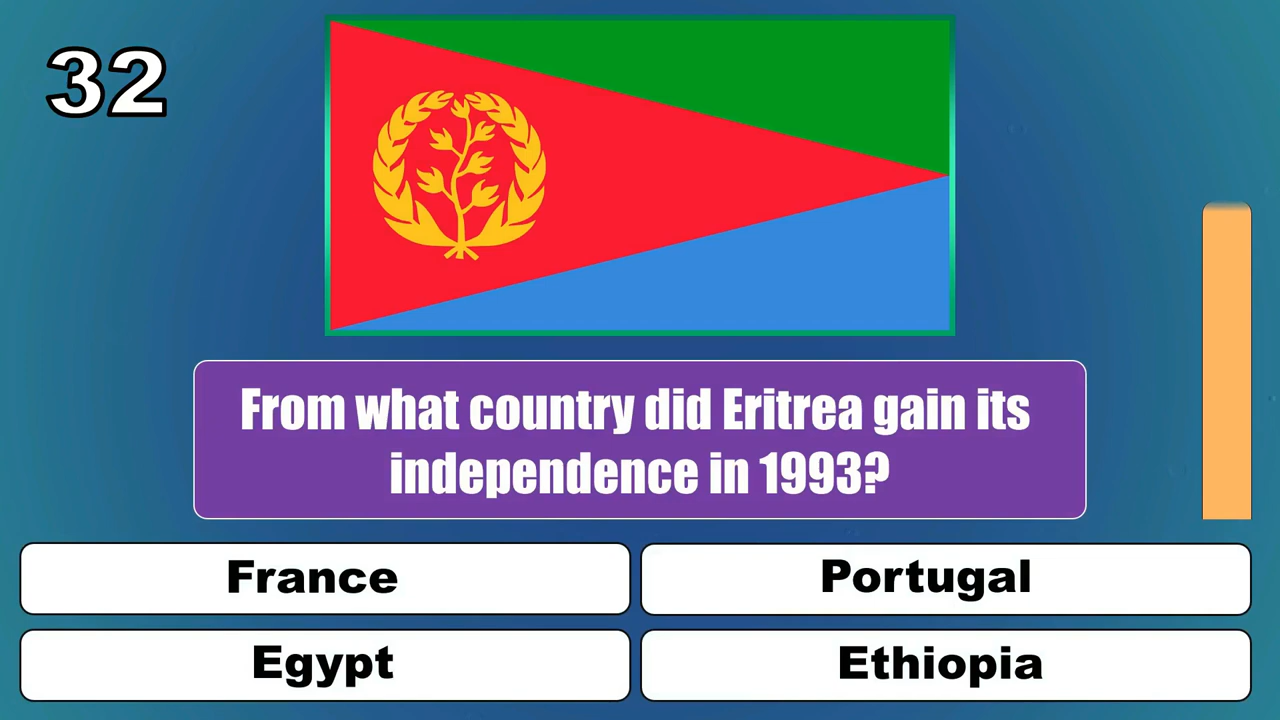 32
From what country did Eritrea gain its
independence in 1993?
France
Portugal
Egypt
Ethiopia